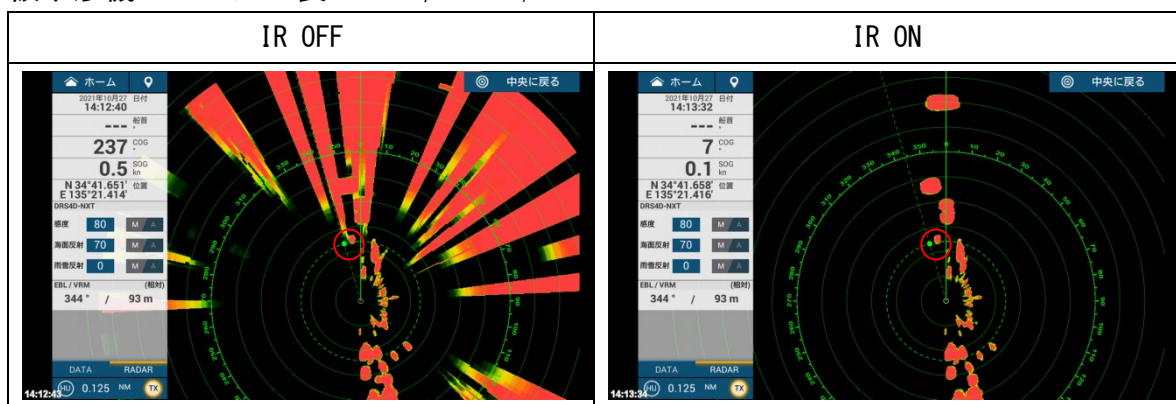 IR OFF
IR ON
ホーム
中央に戻る
2021年10月27 日付
14:12:40
--- 船首
237 COG
0.5 SOG kn
N 34°41.651' 位置
E 135°21.414'
DRS4D-NXT
感度 80 M A
海面反射 70 M A
雨雪反射 0 M A
EBL/VRM (相対)
344° / 93 m
DATA RADAR
HU 0.125 NM TX
14:12:43
ホーム
中央に戻る
2021年10月27 日付
14:13:32
--- 船首
7 COG
0.1 SOG kn
N 34°41.658' 位置
E 135°21.416'
DRS4D-NXT
感度 80 M A
海面反射 70 M A
雨雪反射 0 M A
EBL/VRM (相対)
344° / 93 m
DATA RADAR
HU 0.125 NM TX
14:13:34